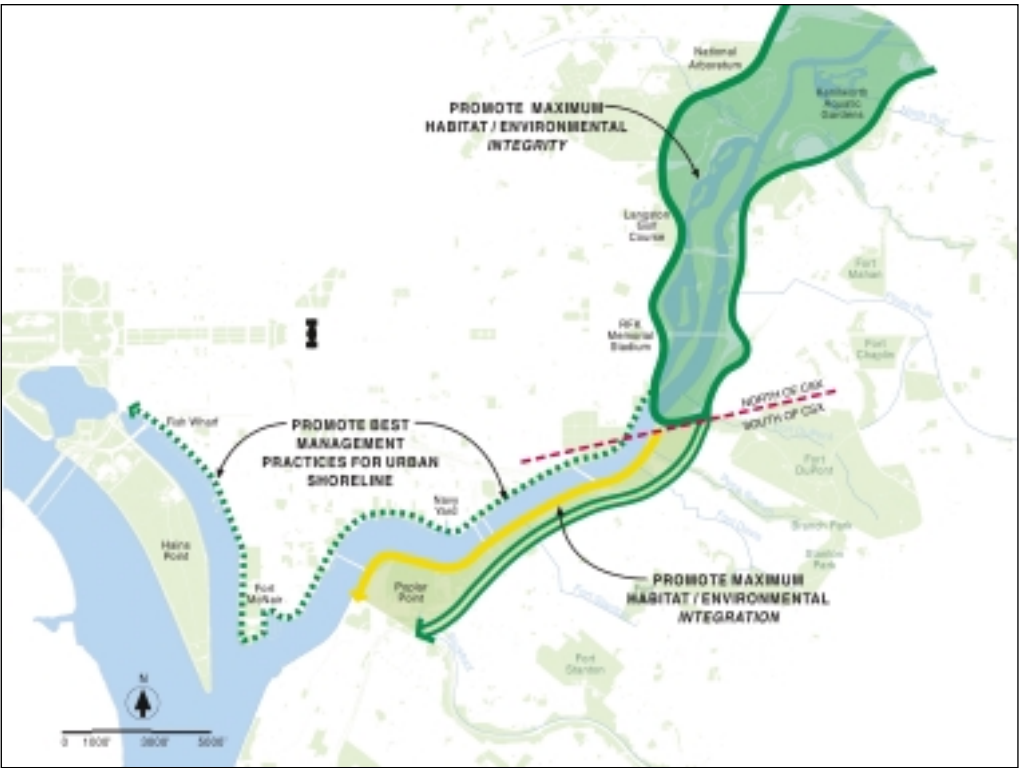 National
Arboretum
Kenilworth
Aquatic
Gardens
PROMOTE MAXIMUM
HABITAT / ENVIRONMENTAL
INTEGRITY
Langston
Golf
Course
Fort
Mahan
RFK
Memorial
Stadium
Fort
Chaplin
NORTH OF CSX
SOUTH OF CSX
Fish Wharf
PROMOTE BEST
MANAGEMENT
PRACTICES FOR URBAN
SHORELINE
Fort
DuPont
Navy
Yard
Branch Park
Hains
Point
Fort
McNair
Poplar
Point
PROMOTE MAXIMUM
HABITAT / ENVIRONMENTAL
INTEGRATION
Fort
Stanton
N
0 1000' 3000' 5000'